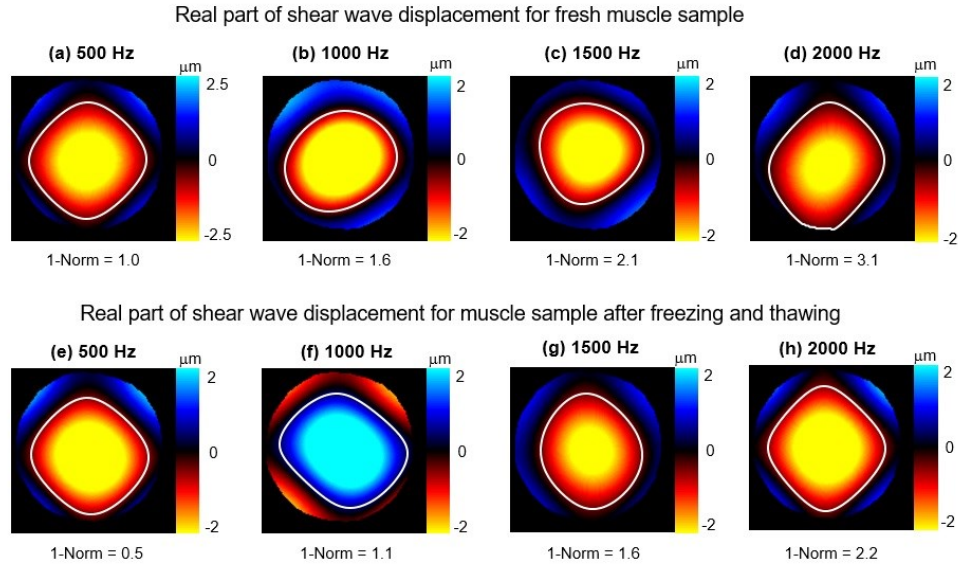 Real part of shear wave displacement for fresh muscle sample
(a) 500 Hz
(b) 1000 Hz
(c) 1500 Hz
(d) 2000 Hz
μm μm μm μm
2.5 2 2 2
0 0 0 0
-2.5 -2 -2 -2
1-Norm = 1.0
1-Norm = 1.6
1-Norm = 2.1
1-Norm = 3.1
Real part of shear wave displacement for muscle sample after freezing and thawing
(e) 500 Hz
(f) 1000 Hz
(g) 1500 Hz
(h) 2000 Hz
μm μm μm μm
2 2 2 2
0 0 0 0
-2 -2 -2 -2
1-Norm = 0.5
1-Norm = 1.1
1-Norm = 1.6
1-Norm = 2.2